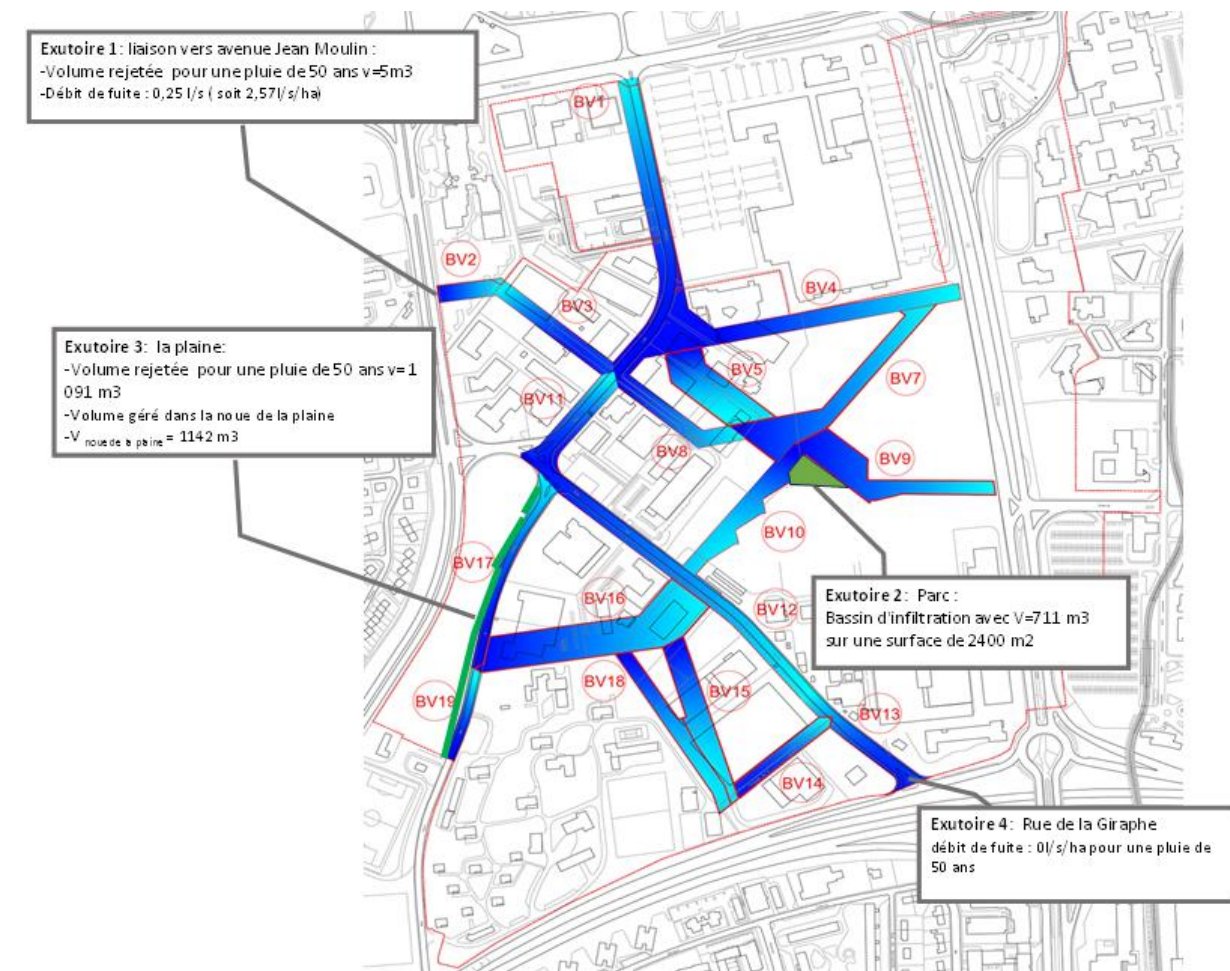 Exutoire 1 : liaison vers avenue Jean Moulin :
-Volume rejetée pour une pluie de 50 ans v=5m3
-Débit de fuite : 0,25 l/s ( soit 2,57l/s/ha)
BV1
BV2
BV3
BV4
Exutoire 3: la plaine:
-Volume rejetée pour une pluie de 50 ans v= 1
091 m3
-Volume géré dans la noue de la plaine
-V noue de la plaine = 1142 m3
BV5
BV7
BV11
BV8
BV9
BV10
BV17
BV16
BV12
Exutoire 2 : Parc :
Bassin d'infiltration avec V=711 m3
sur une surface de 2400 m2
BV18
BV15
BV19
BV13
BV14
Exutoire 4 : Rue de la Giraphe
débit de fuite : 0l/s/ha pour une pluie de
50 ans